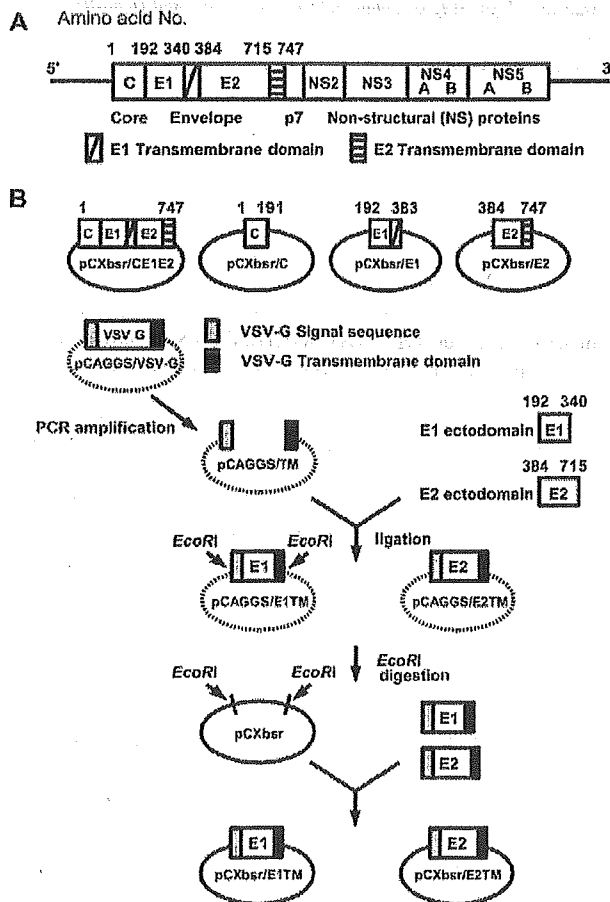 A Amino acid No.
1 192 340 384 715 747
5' 3
C E1 E2 NS2 NS3 NS4 A B NS5 A B
Core Envelope p7 Non-structural (NS) proteins
E1 Transmembrane domain E2 Transmembrane domain
B
1 747 1 191 192 383 384 747
C E1 E2 C E1 E2
pCXbsr/CE1E2 pCXbsr/C pCXbsr/E1 pCXbsr/E2
VSV G
pCAGGS/VSV-G
VSV-G Signal sequence
VSV-G Transmembrane domain
PCR amplification
pCAGGS/TM
192 340
E1 ectodomain E1
384 715
E2 ectodomain E2
ligation
EcoRI EcoRI
E1 E2
pCAGGS/E1TM pCAGGS/E2TM
EcoRI
digestion
EcoRI EcoRI
pCXbsr
E1
E2
E1 E2
pCXbsr/E1TM pCXbsr/E2TM